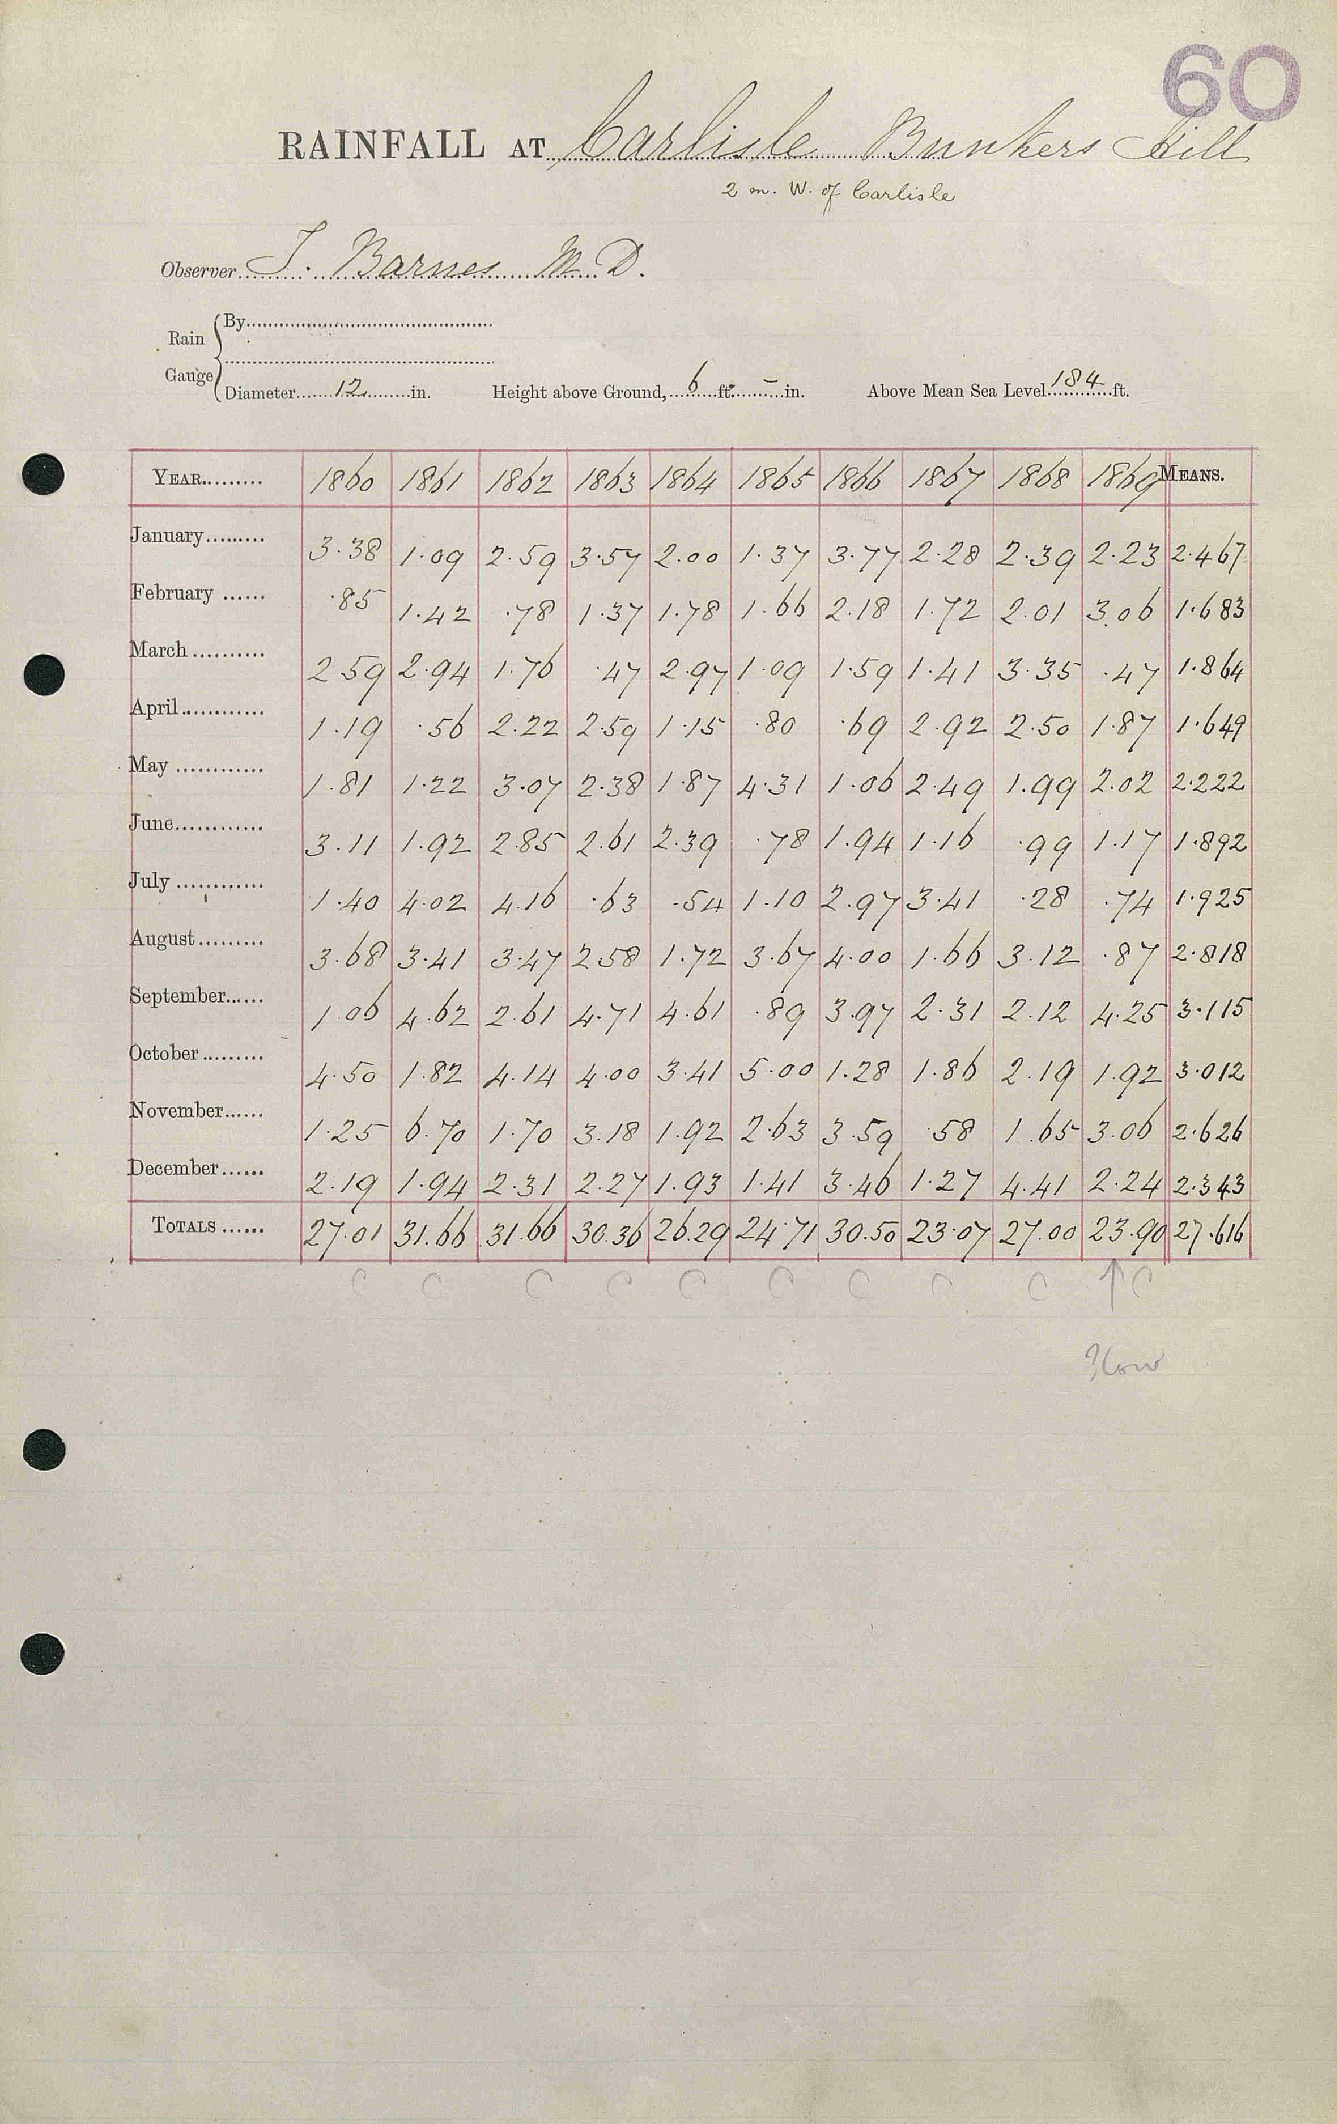 60
RAINFALL AT Carlisle Bunkers Hill
2 m. W. of Carlisle
Observer J. Barnes M.D.
Rain Gauge
By
Diameter 12 in. Height above Ground, 6 ft. – in. Above Mean Sea Level 184 ft.
YEAR 1860 1861 1862 1863 1864 1865 1866 1867 1868 1869 MEANS.
January 3.38 1.09 2.59 3.57 2.00 1.37 3.77 2.28 2.39 2.23 2.467
February .85 1.42 .78 1.37 1.78 1.66 2.18 1.72 2.01 3.06 1.683
March 2.59 2.94 1.76 .47 2.97 1.09 1.59 1.41 3.35 .47 1.864
April 1.19 .56 2.22 2.59 1.15 .80 .69 2.92 2.50 1.87 1.649
May 1.81 1.22 3.07 2.38 1.87 4.31 1.06 2.49 1.99 2.02 2.222
June 3.11 1.92 2.85 2.61 2.39 .78 1.94 1.16 .99 1.17 1.892
July 1.40 4.02 4.16 .63 .54 1.10 2.97 3.41 .28 .74 1.925
August 3.68 3.41 3.47 2.58 1.72 3.67 4.00 1.66 3.12 .87 2.818
September 1.06 4.62 2.61 4.71 4.61 .89 3.97 2.31 2.12 4.25 3.115
October 4.50 1.82 4.14 4.00 3.41 5.00 1.28 1.86 2.19 1.92 3.012
November 1.25 6.70 1.70 3.18 1.92 2.63 3.59 .58 1.65 3.06 2.626
December 2.19 1.94 2.31 2.27 1.93 1.41 3.46 1.27 4.41 2.24 2.343
TOTALS 27.01 31.66 31.66 30.36 26.29 24.71 30.50 23.07 27.00 23.90 27.616
C C C C C C C C C ↑ C